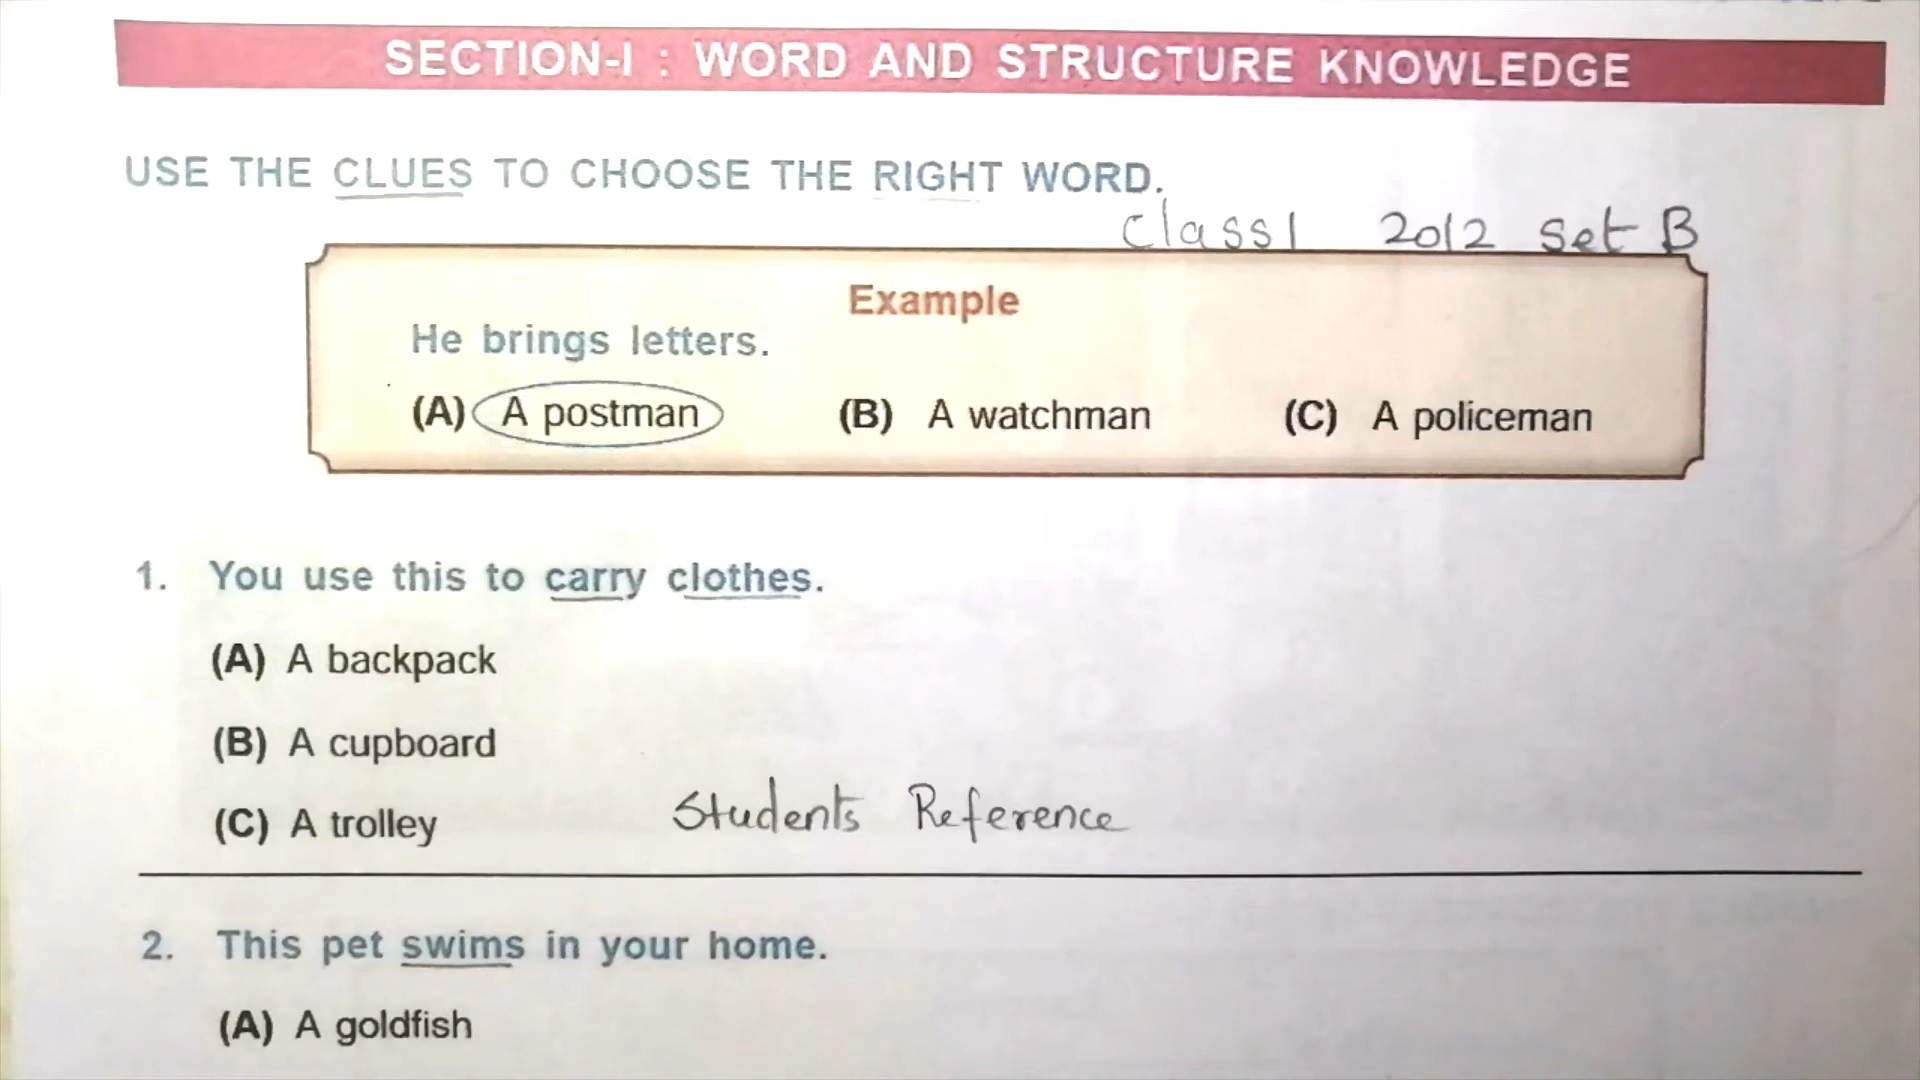 SECTION-I : WORD AND STRUCTURE KNOWLEDGE
USE THE CLUES TO CHOOSE THE RIGHT WORD.
Class 1 2012 Set B
Example
He brings letters.
(A) A postman (B) A watchman (C) A policeman
1. You use this to carry clothes.
(A) A backpack
(B) A cupboard
(C) A trolley
Students Reference
2. This pet swims in your home.
(A) A goldfish